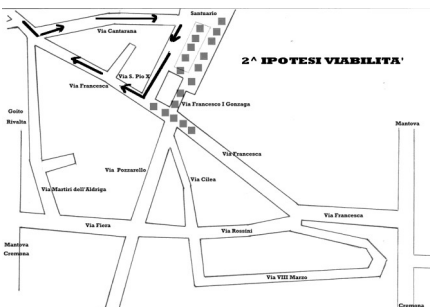 Santuario
Via Cantarana
2^ IPOTESI VIABILITA'
Via S. Pio X°
Via Francesca
Via Francesco I Gonzaga
Goito
Rivalta
Mantova
Via Francesca
Via Pozzarello
Via Cilea
Via Martiri dell'Aldriga
Via Francesca
Via Fiera
Via Rossini
Mantova
Cremona
Via VIII Marzo
Cremona